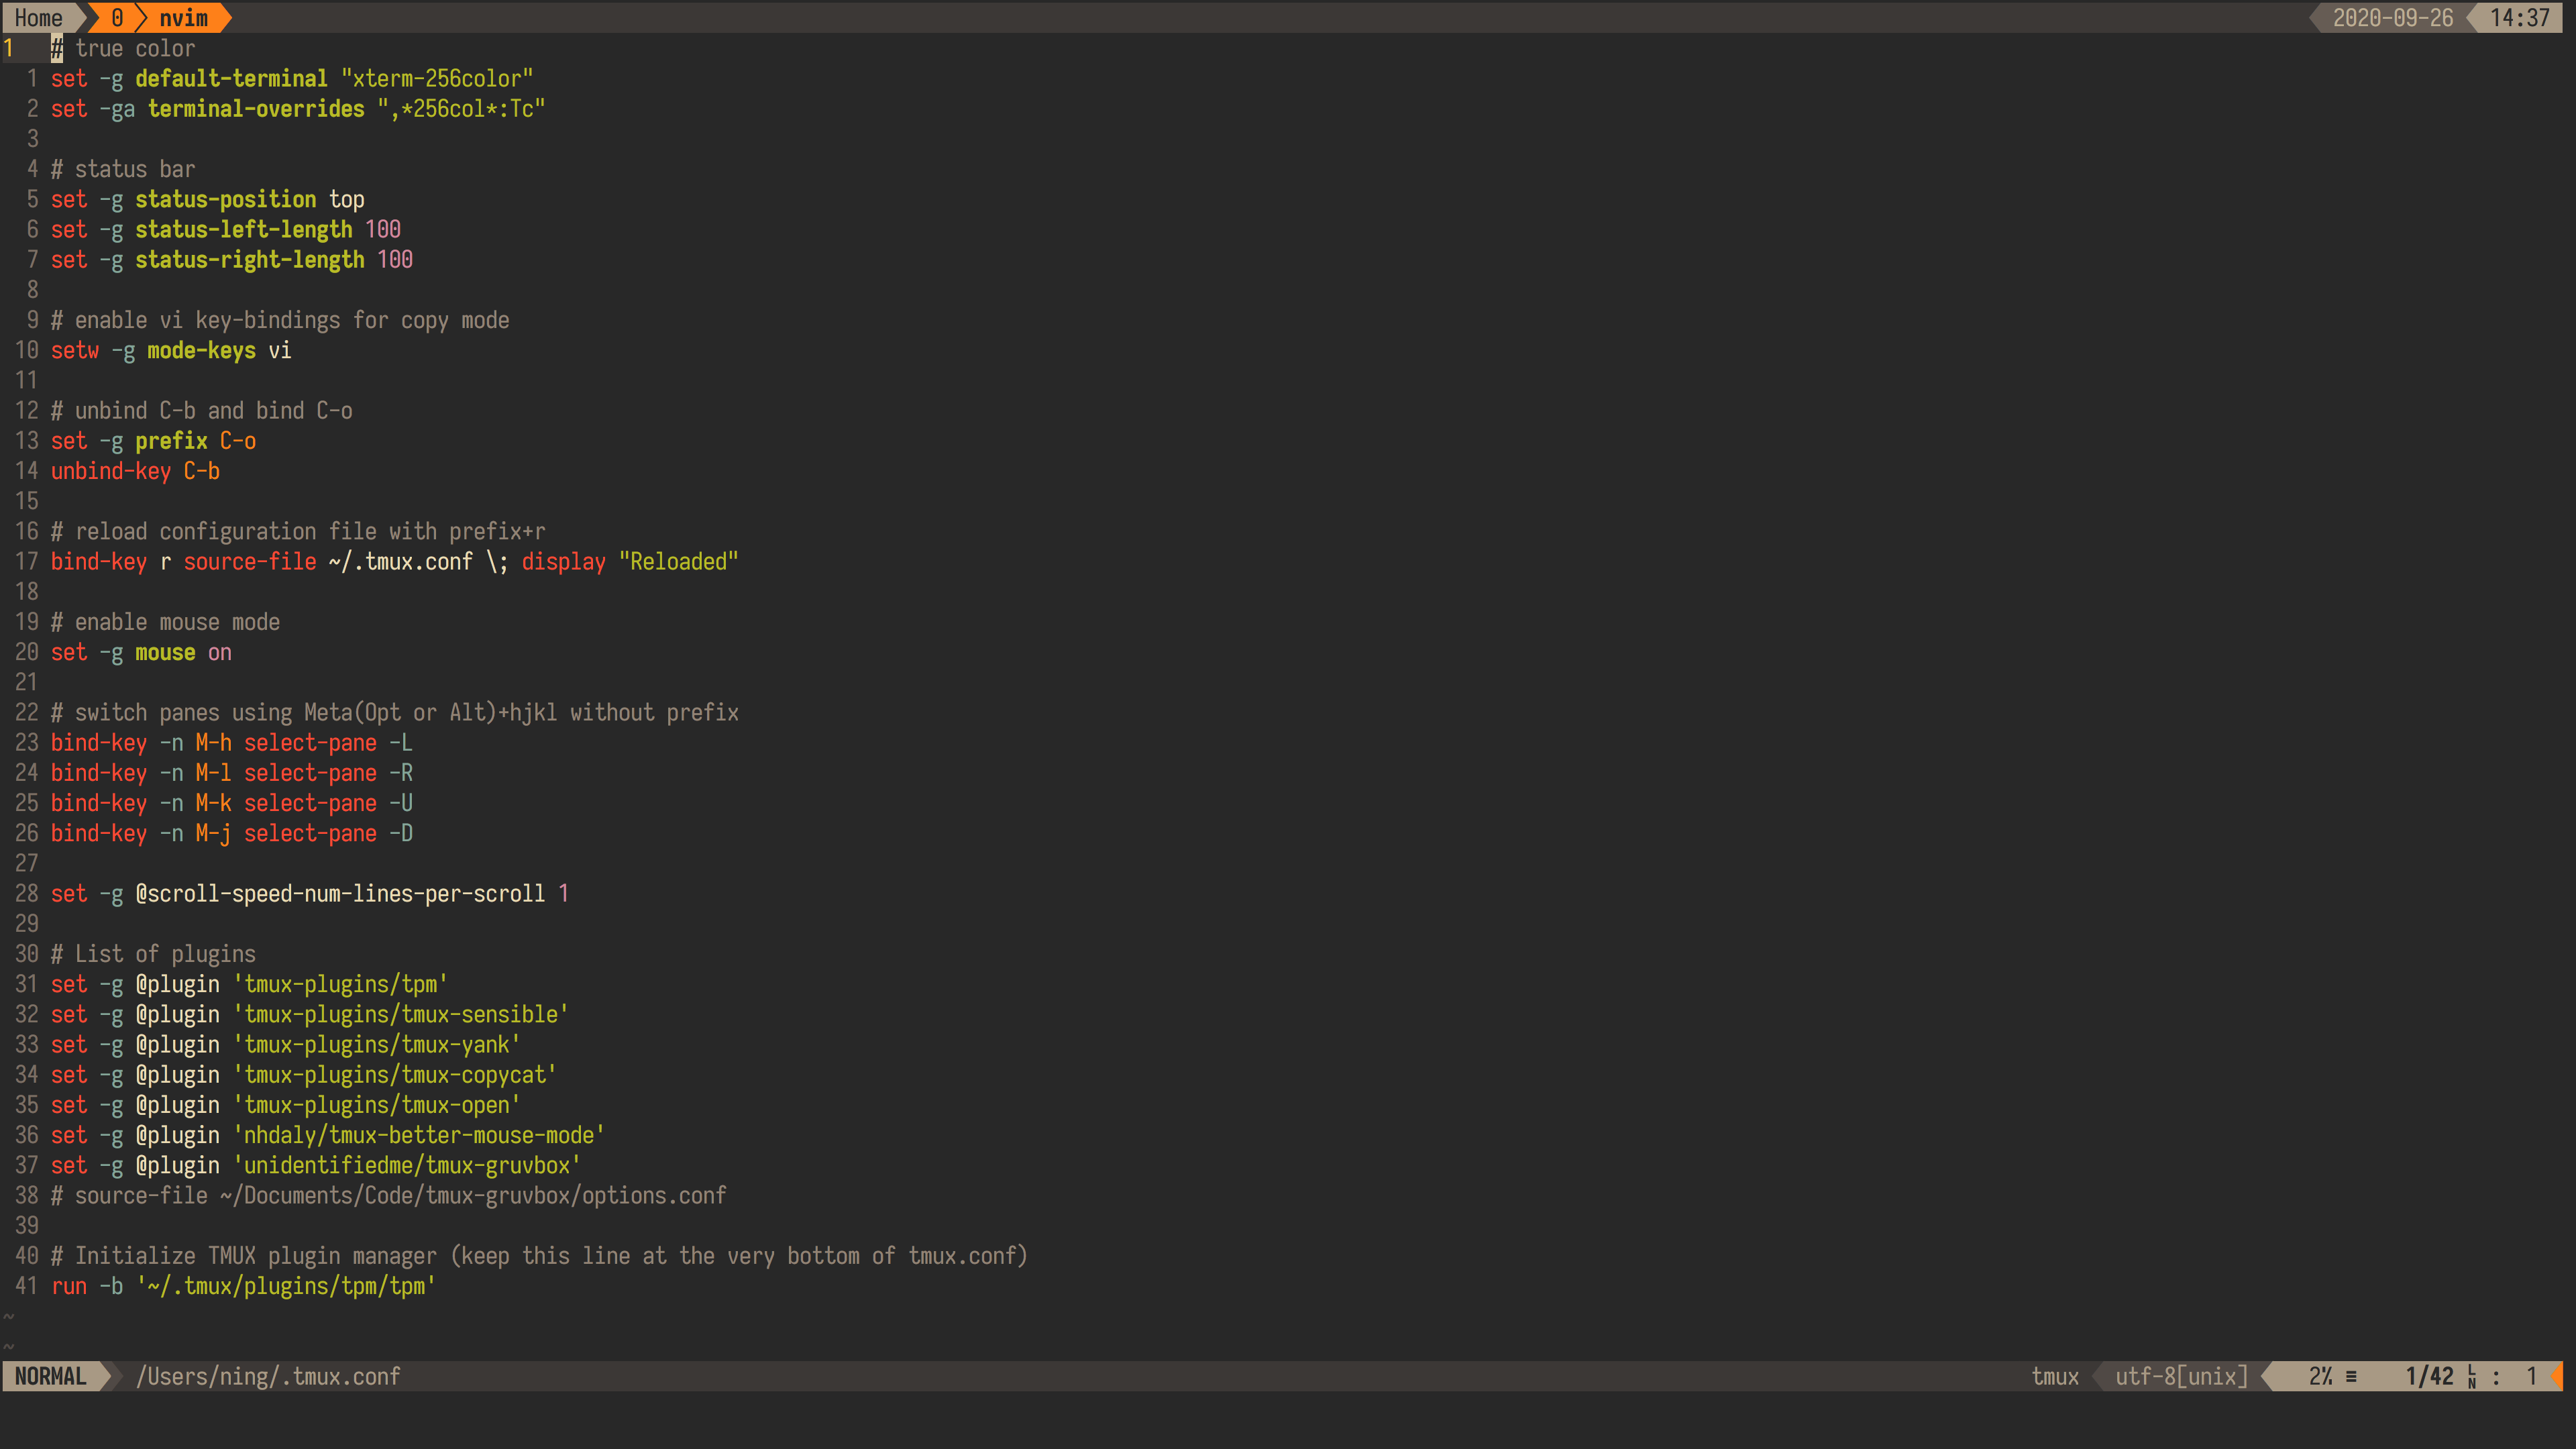 Home 0 nvim 2020-09-26 14:37
1 # true color
1 set -g default-terminal "xterm-256color"
2 set -ga terminal-overrides ",*256col*:Tc"
3
4 # status bar
5 set -g status-position top
6 set -g status-left-length 100
7 set -g status-right-length 100
8
9 # enable vi key-bindings for copy mode
10 setw -g mode-keys vi
11
12 # unbind C-b and bind C-o
13 set -g prefix C-o
14 unbind-key C-b
15
16 # reload configuration file with prefix+r
17 bind-key r source-file ~/.tmux.conf \; display "Reloaded"
18
19 # enable mouse mode
20 set -g mouse on
21
22 # switch panes using Meta(Opt or Alt)+hjkl without prefix
23 bind-key -n M-h select-pane -L
24 bind-key -n M-l select-pane -R
25 bind-key -n M-k select-pane -U
26 bind-key -n M-j select-pane -D
27
28 set -g @scroll-speed-num-lines-per-scroll 1
29
30 # List of plugins
31 set -g @plugin 'tmux-plugins/tpm'
32 set -g @plugin 'tmux-plugins/tmux-sensible'
33 set -g @plugin 'tmux-plugins/tmux-yank'
34 set -g @plugin 'tmux-plugins/tmux-copycat'
35 set -g @plugin 'tmux-plugins/tmux-open'
36 set -g @plugin 'nhdaly/tmux-better-mouse-mode'
37 set -g @plugin 'unidentifiedme/tmux-gruvbox'
38 # source-file ~/Documents/Code/tmux-gruvbox/options.conf
39
40 # Initialize TMUX plugin manager (keep this line at the very bottom of tmux.conf)
41 run -b '~/.tmux/plugins/tpm/tpm'
~
~
NORMAL /Users/ning/.tmux.conf tmux utf-8[unix] 2% ≡ 1/42 ㏑ : 1